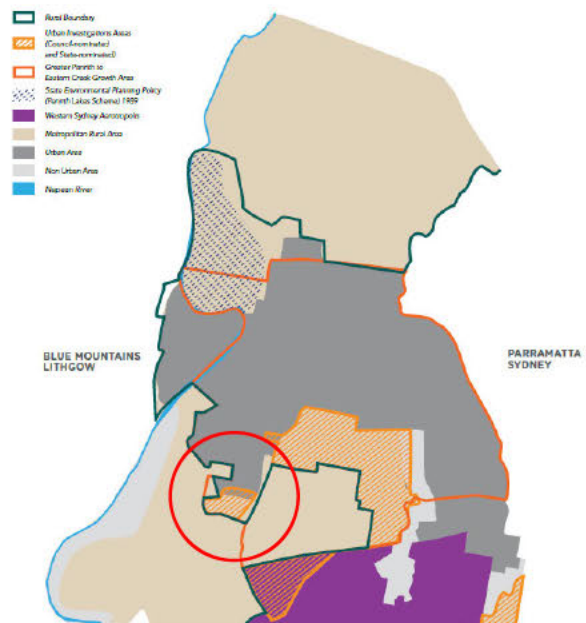 Rural Boundary
Urban Investigations Areas
(Council-nominated
and State-nominated)
Greater Penrith to
Eastern Creek Growth Area
State Environmental Planning Policy
(Penrith Lakes Scheme) 1989
Western Sydney Aerotropolis
Metropolitan Rural Area
Urban Area
Non Urban Area
Nepean River
BLUE MOUNTAINS
LITHGOW
PARRAMATTA
SYDNEY